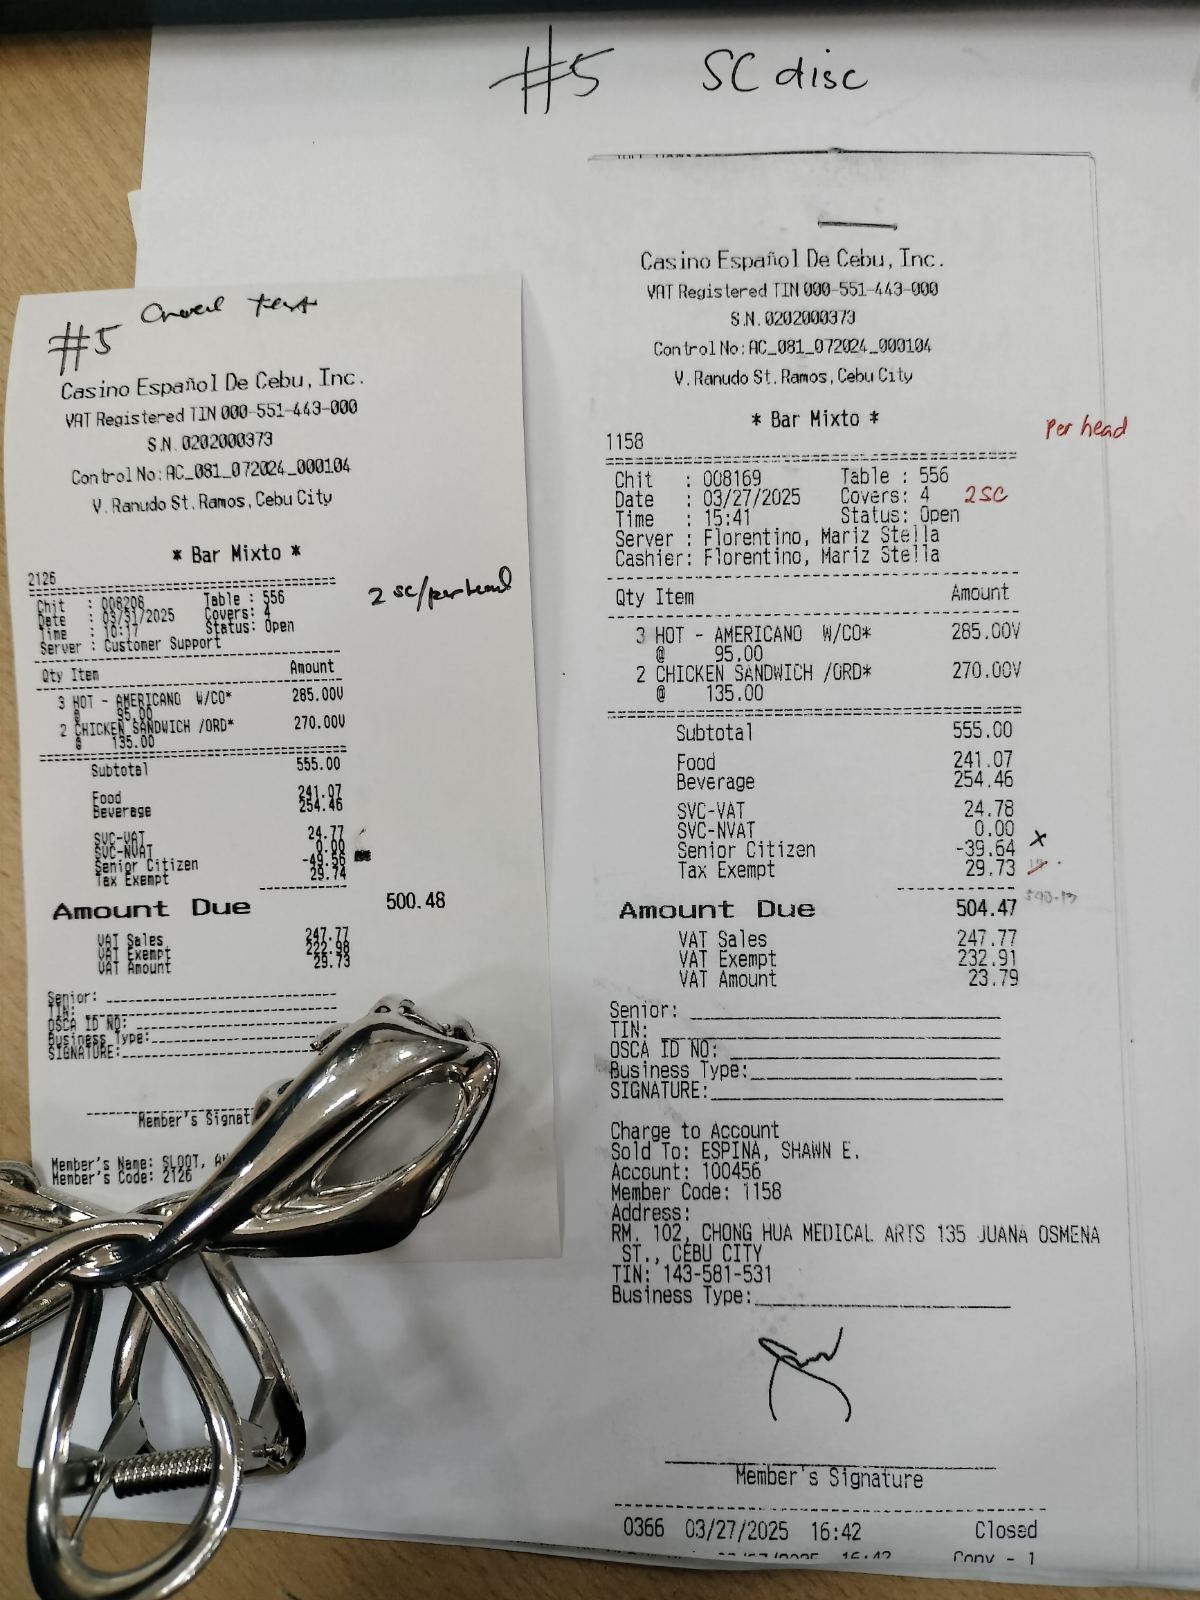 #5 SC disc
#5 test
Casino Español De Cebu, Inc.
VAT Registered TIN 000-551-443-000
S.N. 0202000373
Control No: AC_081_072024_000104
V. Ranudo St. Ramos, Cebu City
* Bar Mixto *
2126
2 SC/per head
Chit : 008208 Table : 556
Date : 03/31/2025 Covers: 4
Time : 10:17 Status: Open
Server : Customer Support
Qty Item Amount
3 HOT - AMERICANO W/CO* 285.00V
@ 95.00
2 CHICKEN SANDWICH /ORD* 270.00V
@ 135.00
Subtotal 555.00
Food 241.07
Beverage 254.46
SVC-VAT 24.77
SVC-NVAT 0.00
Senior Citizen -49.56
Tax Exempt 29.74
Amount Due 500.48
VAT Sales 247.77
VAT Exempt 222.98
VAT Amount 29.73
Senior:
TIN:
OSCA ID NO:
Business Type:
SIGNATURE:
Member's Signat
Member's Name: SLOOT, A
Member's Code: 2126
Casino Español De Cebu, Inc.
VAT Registered TIN 000-551-443-000
S.N. 0202000373
Control No: AC_081_072024_000104
V. Ranudo St. Ramos, Cebu City
* Bar Mixto *
Per head
1158
Chit : 008169 Table : 556
Date : 03/27/2025 Covers: 4 2SC
Time : 15:41 Status: Open
Server : Florentino, Mariz Stella
Cashier: Florentino, Mariz Stella
Qty Item Amount
3 HOT - AMERICANO W/CO* 285.00V
@ 95.00
2 CHICKEN SANDWICH /ORD* 270.00V
@ 135.00
Subtotal 555.00
Food 241.07
Beverage 254.46
SVC-VAT 24.78
SVC-NVAT 0.00
Senior Citizen -39.64 x
Tax Exempt 29.73
Amount Due 504.47
VAT Sales 247.77
VAT Exempt 232.91
VAT Amount 23.79
Senior:
TIN:
OSCA ID NO:
Business Type:
SIGNATURE:
Charge to Account
Sold To: ESPINA, SHAWN E.
Account: 100456
Member Code: 1158
Address:
RM. 102, CHONG HUA MEDICAL ARTS 135 JUANA OSMENA
ST., CEBU CITY
TIN: 143-581-531
Business Type:
Member's Signature
0366 03/27/2025 16:42 Closed
Copy - 1